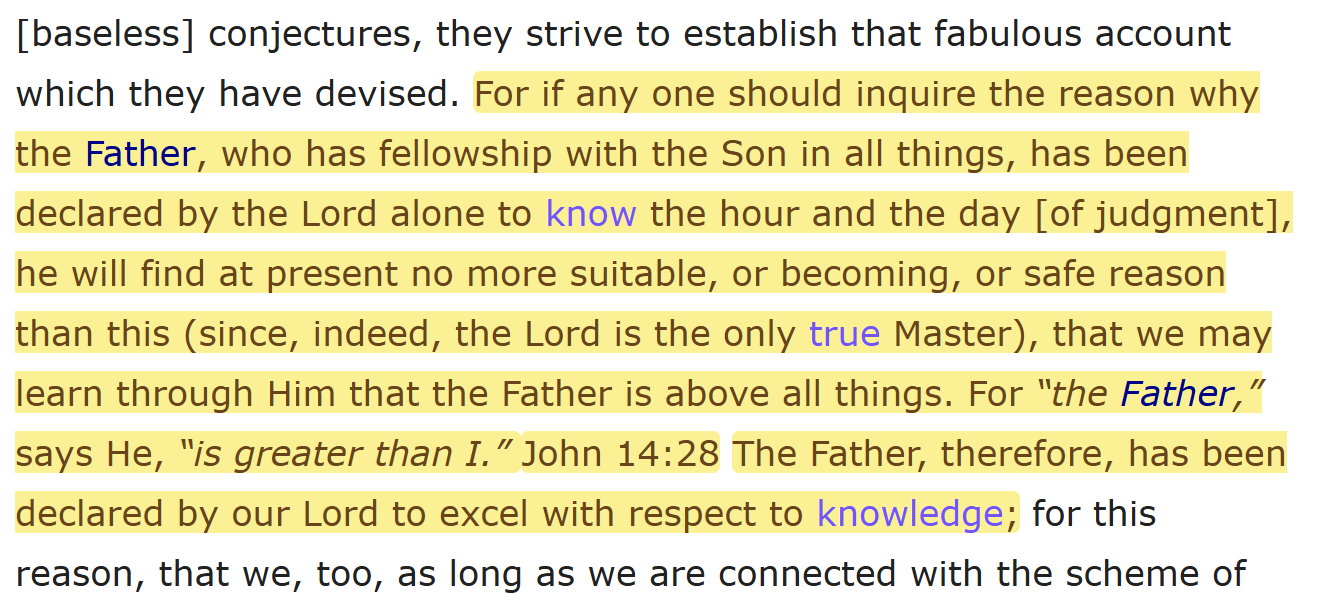 [baseless] conjectures, they strive to establish that fabulous account
which they have devised. For if any one should inquire the reason why
the Father, who has fellowship with the Son in all things, has been
declared by the Lord alone to know the hour and the day [of judgment],
he will find at present no more suitable, or becoming, or safe reason
than this (since, indeed, the Lord is the only true Master), that we may
learn through Him that the Father is above all things. For “the Father,”
says He, “is greater than I.” John 14:28 The Father, therefore, has been
declared by our Lord to excel with respect to knowledge; for this
reason, that we, too, as long as we are connected with the scheme of